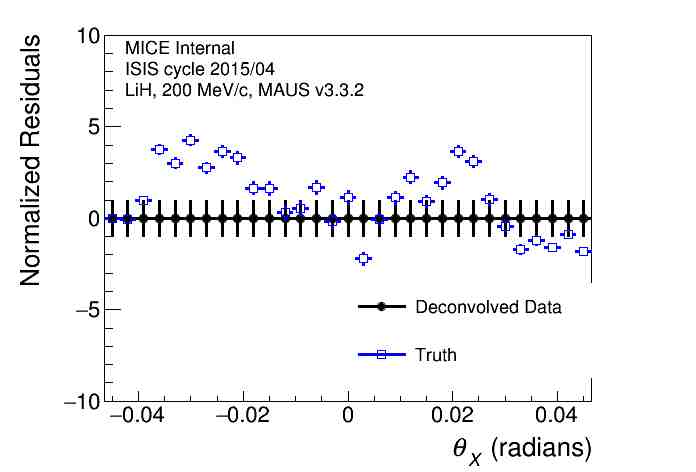 Normalized Residuals
10
5
0
−5
−10
MICE Internal
ISIS cycle 2015/04
LiH, 200 MeV/c, MAUS v3.3.2
Deconvolved Data
Truth
−0.04 −0.02 0 0.02 0.04
θX (radians)